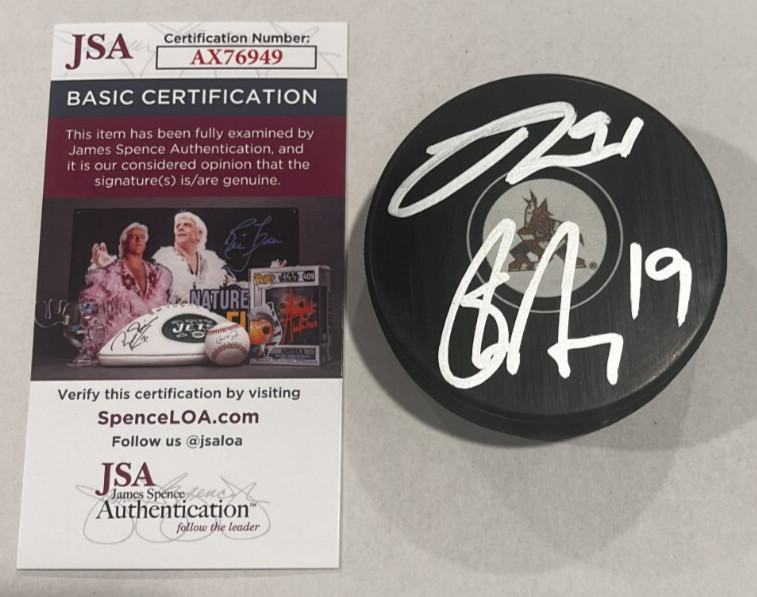 JSA
Certification Number:
AX76949
BASIC CERTIFICATION
This item has been fully examined by
James Spence Authentication, and
it is our considered opinion that the
signature(s) is/are genuine.
NATURE
JETS
Verify this certification by visiting
SpenceLOA.com
Follow us @jsaloa
JSA
James Spence
Authentication™
follow the leader
91
19